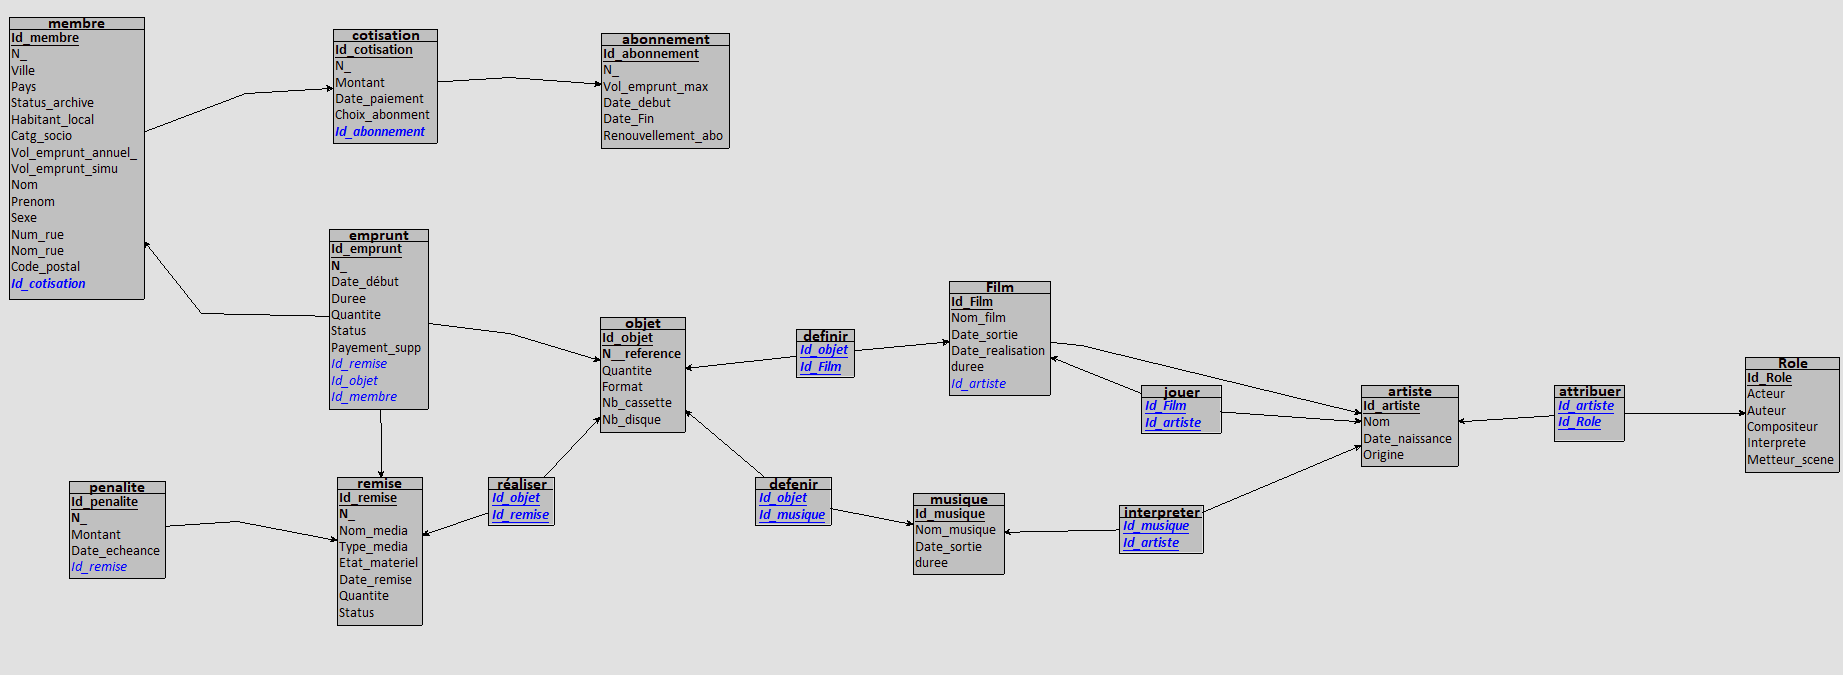 membre
Id_membre
N_
Ville
Pays
Status_archive
Habitant_local
Catg_socio
Vol_emprunt_annuel_
Vol_emprunt_simu
Nom
Prenom
Sexe
Num_rue
Nom_rue
Code_postal
Id_cotisation
cotisation
Id_cotisation
N_
Montant
Date_paiement
Choix_abonment
Id_abonnement
abonnement
Id_abonnement
N_
Vol_emprunt_max
Date_debut
Date_Fin
Renouvellement_abo
emprunt
Id_emprunt
N_
Date_début
Duree
Quantite
Status
Payement_supp
Id_remise
Id_objet
Id_membre
objet
Id_objet
N__reference
Quantite
Format
Nb_cassette
Nb_disque
definir
Id_objet
Id_Film
Film
Id_Film
Nom_film
Date_sortie
Date_realisation
duree
Id_artiste
jouer
Id_Film
Id_artiste
artiste
Id_artiste
Nom
Date_naissance
Origine
attribuer
Id_artiste
Id_Role
Role
Id_Role
Acteur
Auteur
Compositeur
Interprete
Metteur_scene
penalite
Id_penalite
N_
Montant
Date_echeance
Id_remise
remise
Id_remise
N_
Nom_media
Type_media
Etat_materiel
Date_remise
Quantite
Status
réaliser
Id_objet
Id_remise
defenir
Id_objet
Id_musique
musique
Id_musique
Nom_musique
Date_sortie
duree
interpreter
Id_musique
Id_artiste